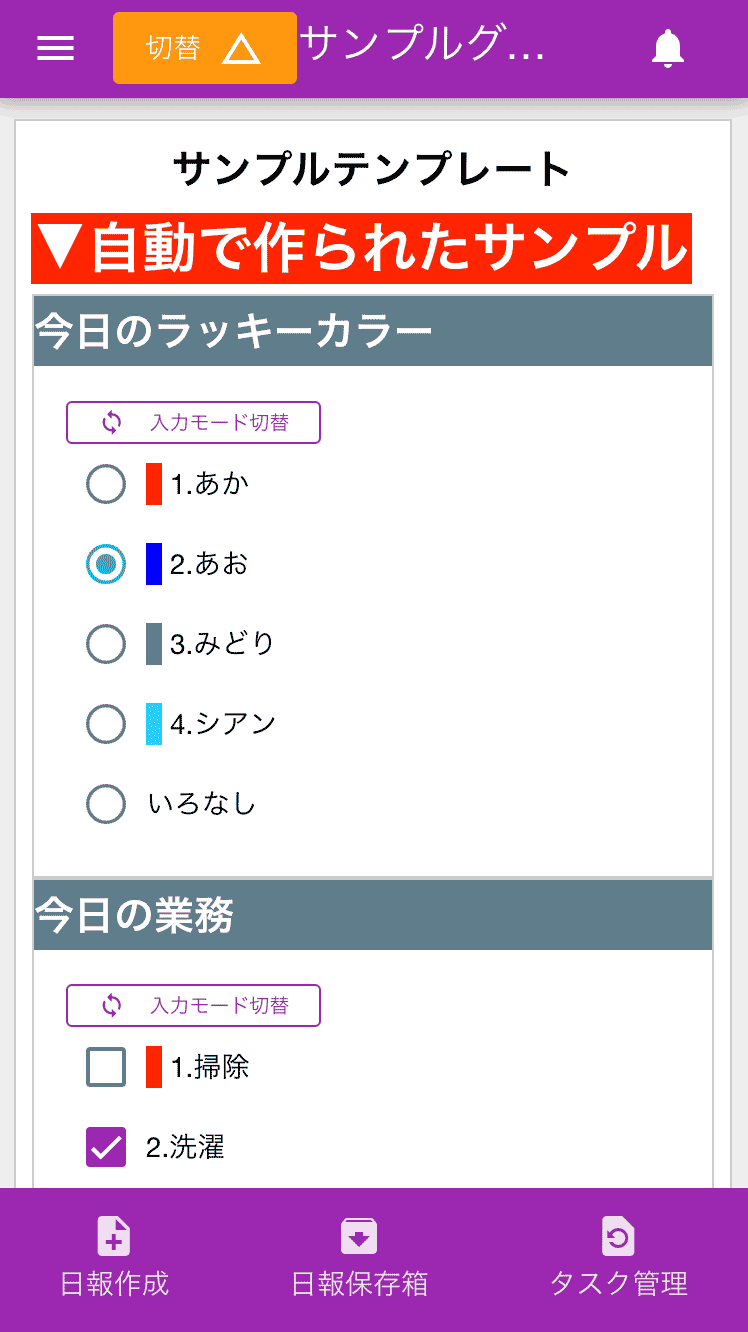 切替 サンプルグ...
サンプルテンプレート
▼自動で作られたサンプル
今日のラッキーカラー
入力モード切替
1.あか
2.あお
3.みどり
4.シアン
いろなし
今日の業務
入力モード切替
1.掃除
2.洗濯
日報作成 日報保存箱 タスク管理